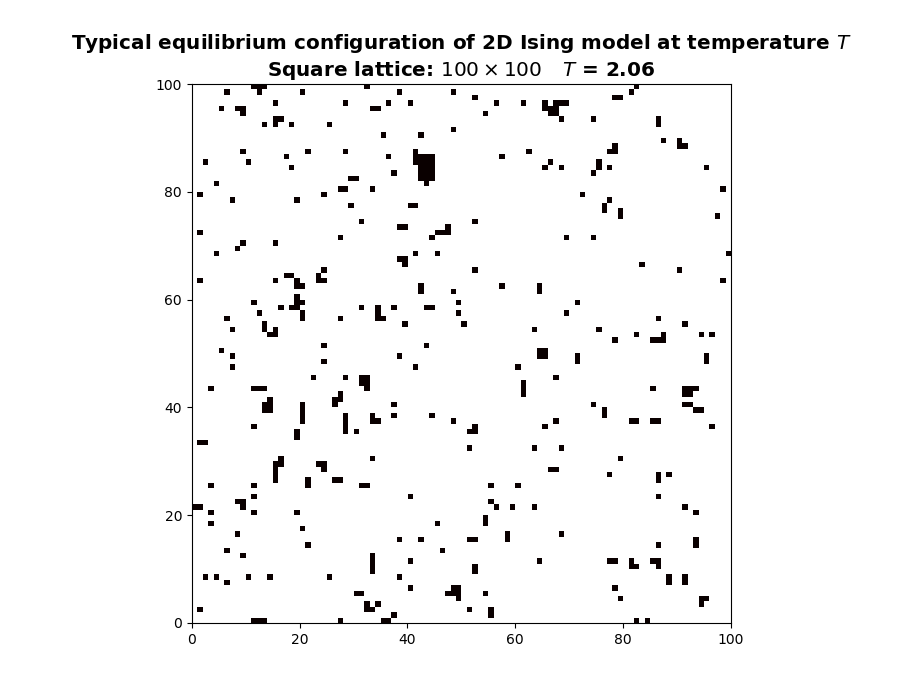 Typical equilibrium configuration of 2D Ising model at temperature T
Square lattice: 100 × 100 T = 2.06
100
80
60
40
20
0
0 20 40 60 80 100